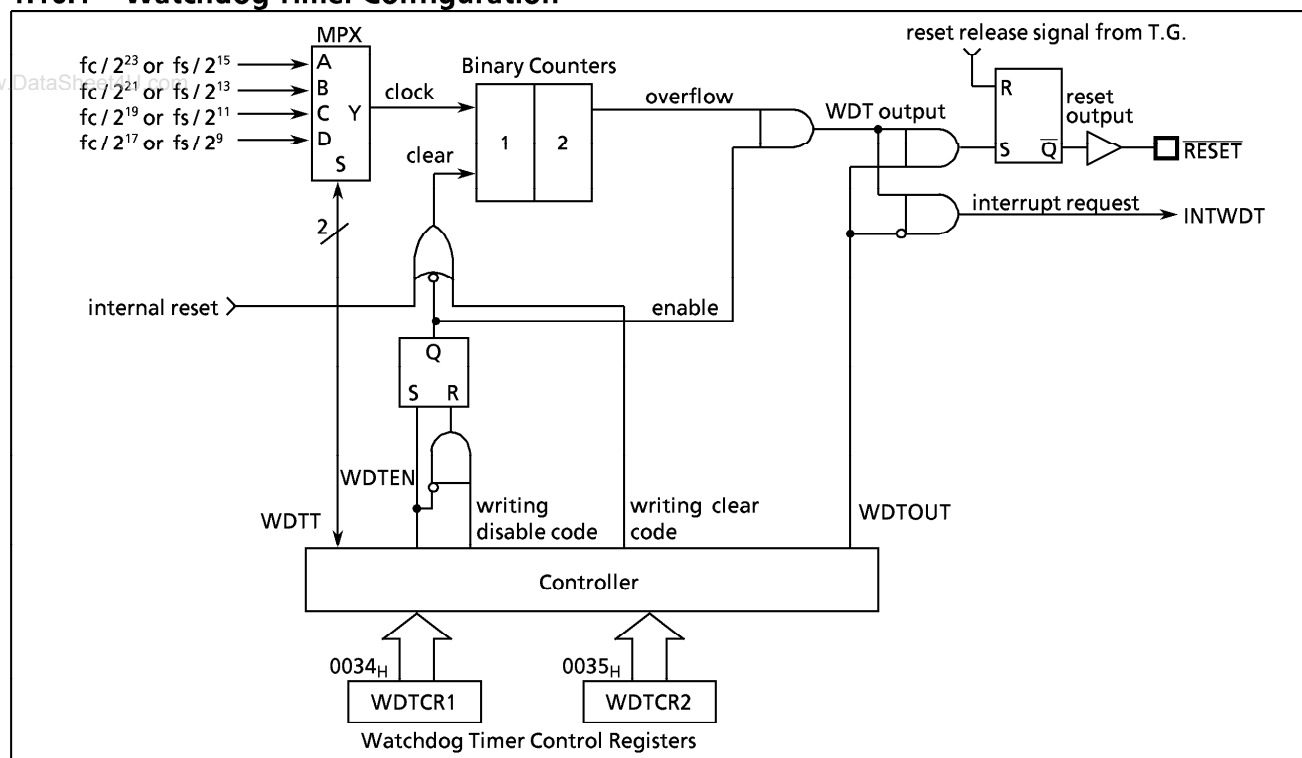 Watchdog Timer Configuration
reset release signal from T.G.
MPX
fc / 2²³ or fs / 2¹⁵
A
w.DataSheet4U.com
fc / 2²¹ or fs / 2¹³
B
fc / 2¹⁹ or fs / 2¹¹
C
Y
fc / 2¹⁷ or fs / 2⁹
D
S
Binary Counters
clock
clear
1
2
overflow
WDT output
R
S
Q̅
reset
output
R̅E̅S̅E̅T̅
interrupt request
INTWDT
2
internal reset
enable
Q
S R
WDTEN
WDTT
writing
disable code
writing clear
code
WDTOUT
Controller
0034H
0035H
WDTCR1
WDTCR2
Watchdog Timer Control Registers